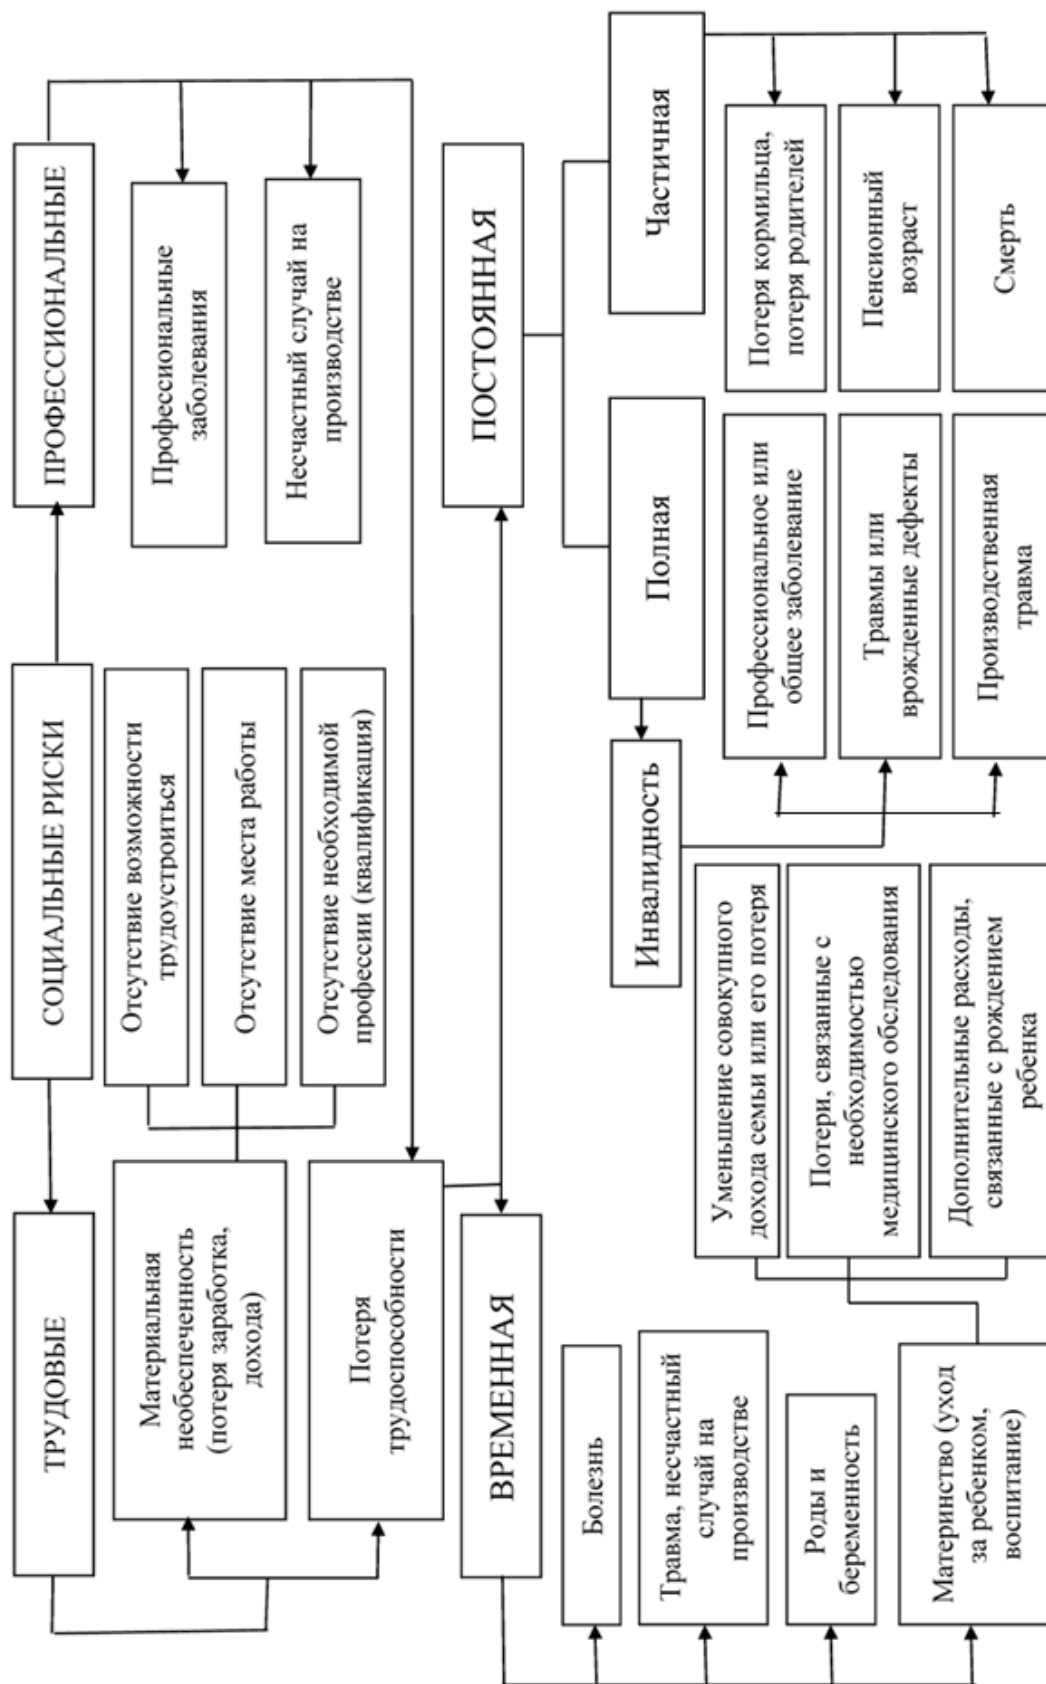 ТРУДОВЫЕ
СОЦИАЛЬНЫЕ РИСКИ
ПРОФЕССИОНАЛЬНЫЕ
Материальная
необеспеченность
(потеря заработка,
дохода)
Отсутствие возможности
трудоустроиться
Отсутствие места работы
Отсутствие необходимой
профессии (квалификация)
Профессиональные
заболевания
Несчастный случай на
производстве
Потеря
трудоспособности
ВРЕМЕННАЯ
ПОСТОЯННАЯ
Болезнь
Травма, несчастный
случай на
производстве
Роды и
беременность
Материнство (уход
за ребенком,
воспитание)
Уменьшение совокупного
дохода семьи или его потеря
Потери, связанные с
необходимостью
медицинского обследования
Дополнительные расходы,
связанные с рождением
ребенка
Инвалидность
Полная
Частичная
Профессиональное или
общее заболевание
Травмы или
врожденные дефекты
Производственная
травма
Потеря кормильца,
потеря родителей
Пенсионный
возраст
Смерть